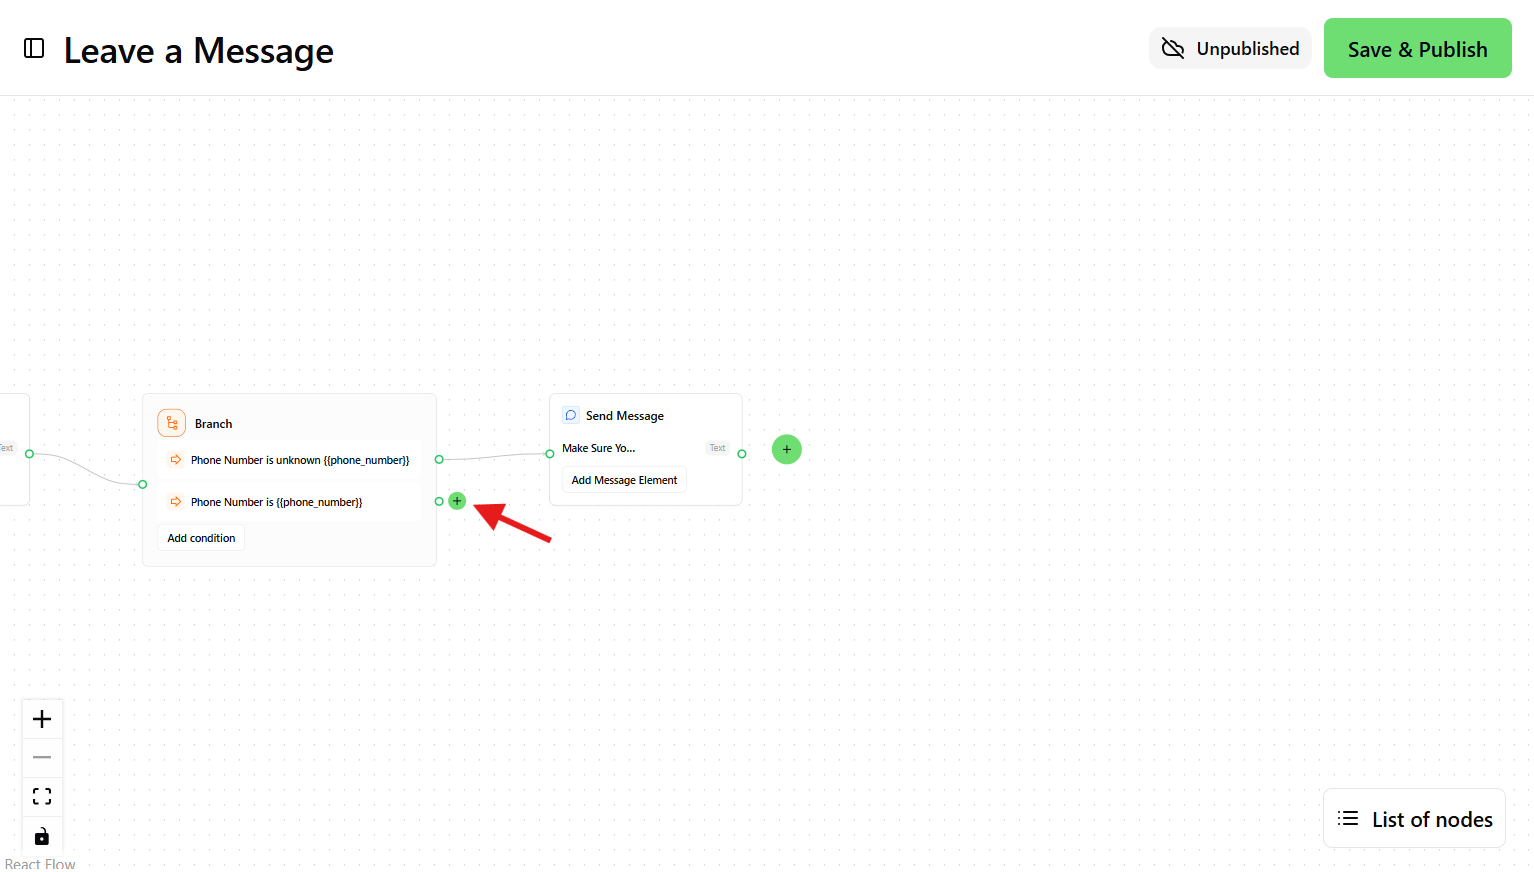 Leave a Message
Unpublished
Save & Publish
Text
Branch
Phone Number is unknown {{phone_number}}
Phone Number is {{phone_number}}
Add condition
Send Message
Make Sure Yo...
Text
Add Message Element
List of nodes
React Flow